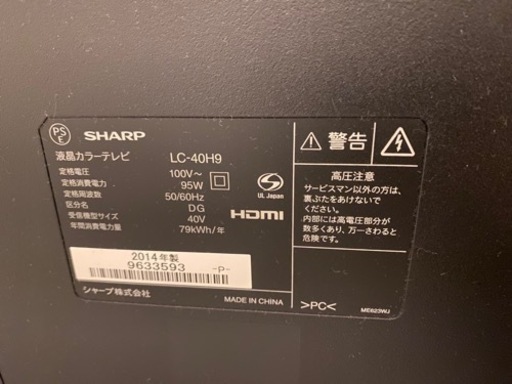 PS
E
SHARP
液晶カラーテレビ LC-40H9
定格電圧 100V~
定格消費電力 95W
定格周波数 50/60Hz
区分名 DG
受信機型サイズ 40V
年間消費電力量 79kWh/年
S
UL Japan
HDMI
2014年製
9633593 -P-
シャープ株式会社
MADE IN CHINA
警告
高圧注意
サービスマン以外の方は、
裏ぶたをあけないで
ください。
内部には高電圧部分が
数多くあり、万一さわると
危険です。
>PC<
ME623WJ